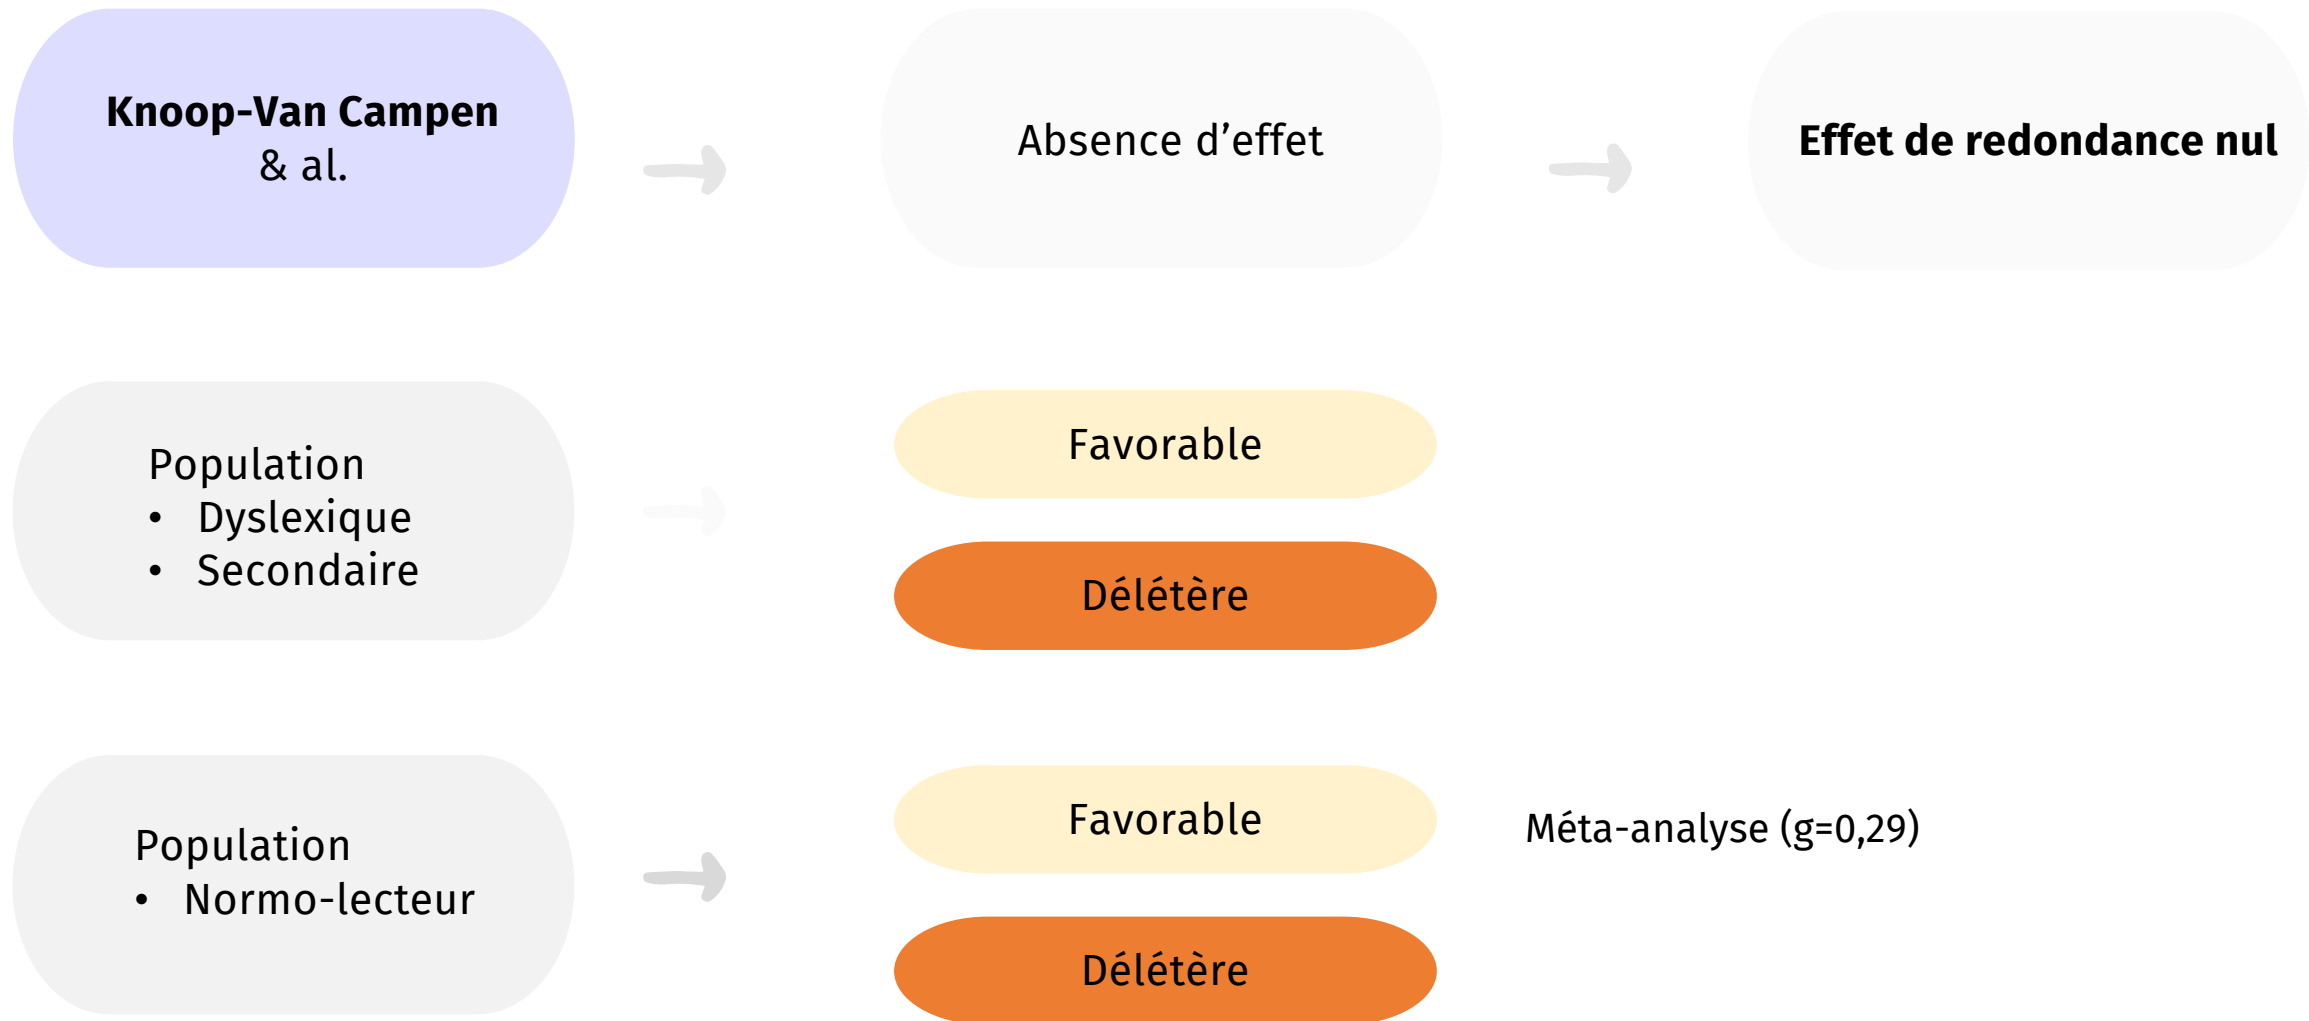 Knoop-Van Campen
& al.
Absence d’effet
Effet de redondance nul
Population
• Dyslexique
• Secondaire
Favorable
Délétère
Population
• Normo-lecteur
Favorable
Méta-analyse (g=0,29)
Délétère